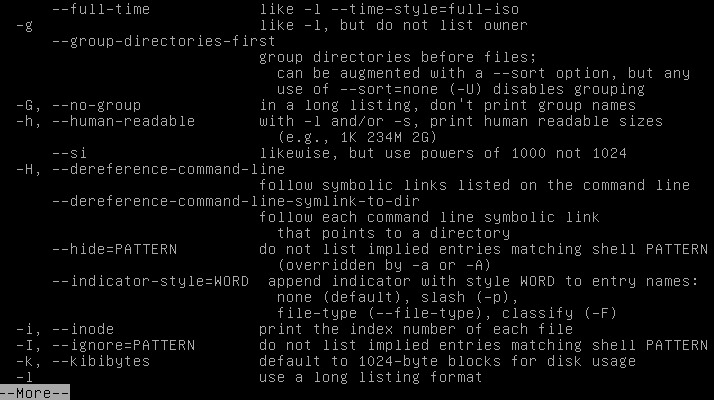 --full-time like -l --time-style=full-iso
-g like -l, but do not list owner
--group-directories-first
group directories before files;
can be augmented with a --sort option, but any
use of --sort=none (-U) disables grouping
-G, --no-group in a long listing, don't print group names
-h, --human-readable with -l and/or -s, print human readable sizes
(e.g., 1K 234M 2G)
--si likewise, but use powers of 1000 not 1024
-H, --dereference-command-line
follow symbolic links listed on the command line
--dereference-command-line-symlink-to-dir
follow each command line symbolic link
that points to a directory
--hide=PATTERN do not list implied entries matching shell PATTERN
(overridden by -a or -A)
--indicator-style=WORD append indicator with style WORD to entry names:
none (default), slash (-p),
file-type (--file-type), classify (-F)
-i, --inode print the index number of each file
-I, --ignore=PATTERN do not list implied entries matching shell PATTERN
-k, --kibibytes default to 1024-byte blocks for disk usage
-l use a long listing format
--More--